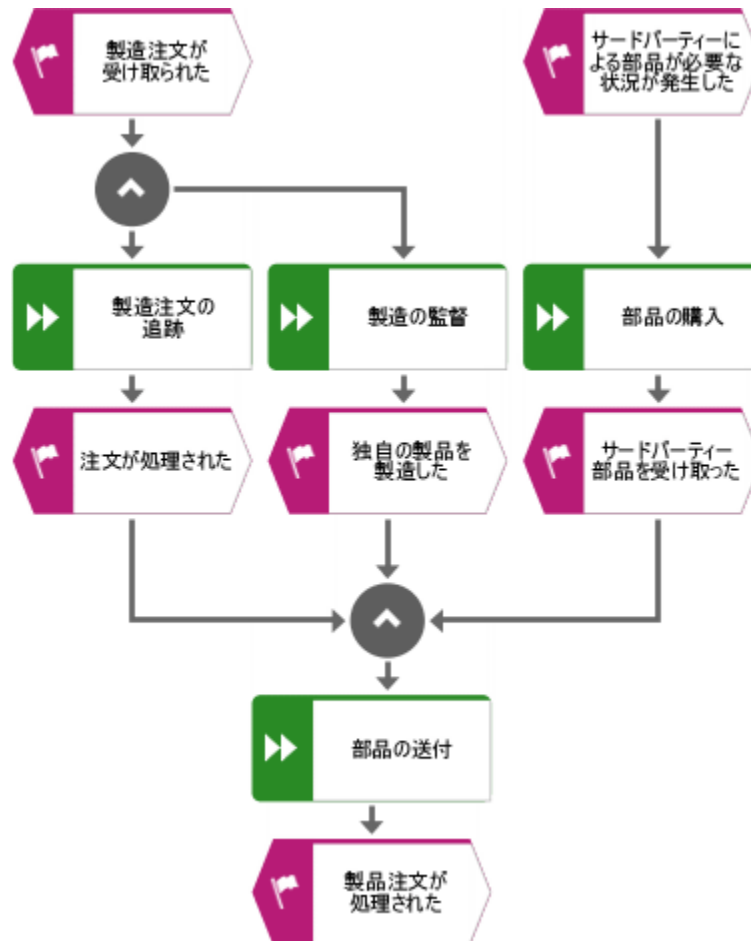 製造注文が
受け取られた
サードパーティーに
よる部品が必要な
状況が発生した
製造注文の
追跡
製造の監督
部品の購入
注文が処理された
独自の製品を
製造した
サードパーティー
部品を受け取った
部品の送付
製品注文が
処理された